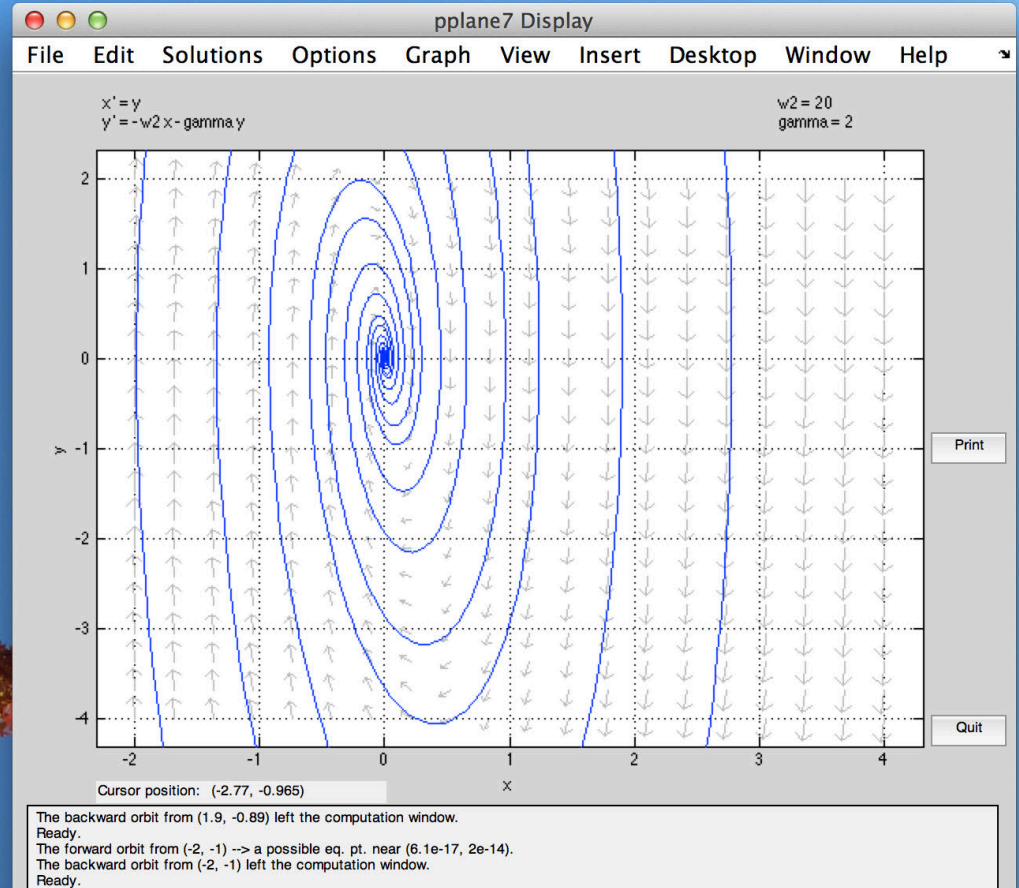 pplane7 Display
File Edit Solutions Options Graph View Insert Desktop Window Help
x ' = y
y ' = - w2 x - gamma y
w2 = 20
gamma = 2
2
1
0
-1
-2
-3
-4
y
-2 -1 0 1 2 3 4
x
Print
Quit
Cursor position: (-2.77, -0.965)
The backward orbit from (1.9, -0.89) left the computation window.
Ready.
The forward orbit from (-2, -1) --> a possible eq. pt. near (6.1e-17, 2e-14).
The backward orbit from (-2, -1) left the computation window.
Ready.